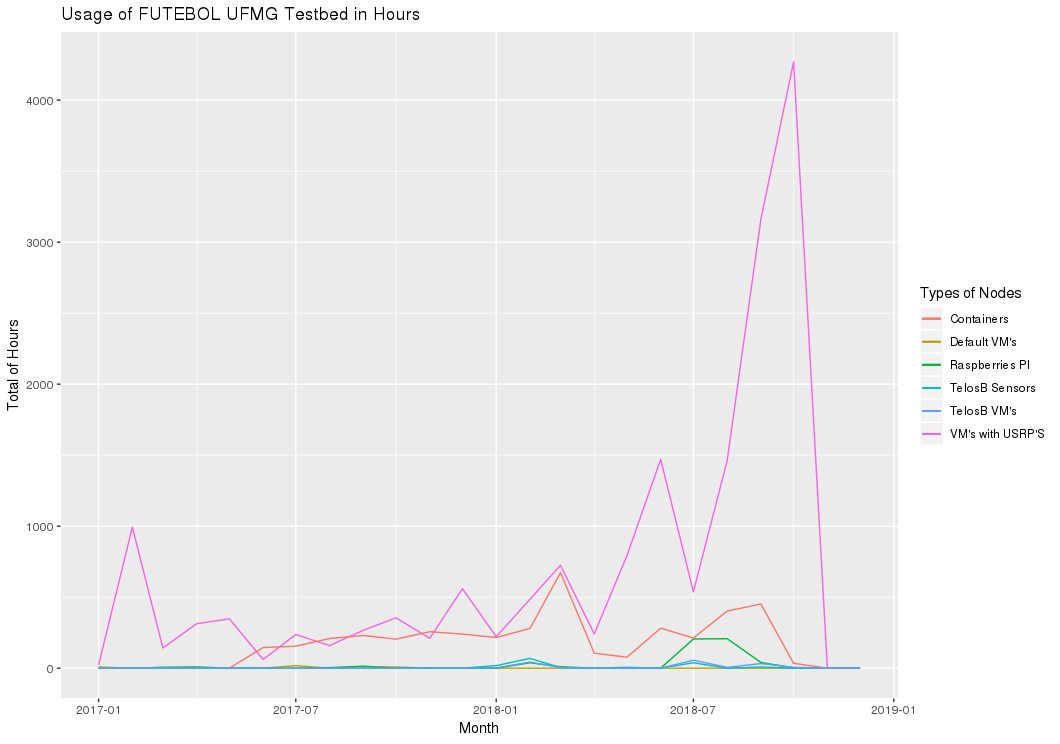 Usage of FUTEBOL UFMG Testbed in Hours
Total of Hours
4000
3000
2000
1000
0
2017-01
2017-07
2018-01
2018-07
2019-01
Month
Types of Nodes
Containers
Default VM's
Raspberries PI
TelosB Sensors
TelosB VM's
VM's with USRP'S